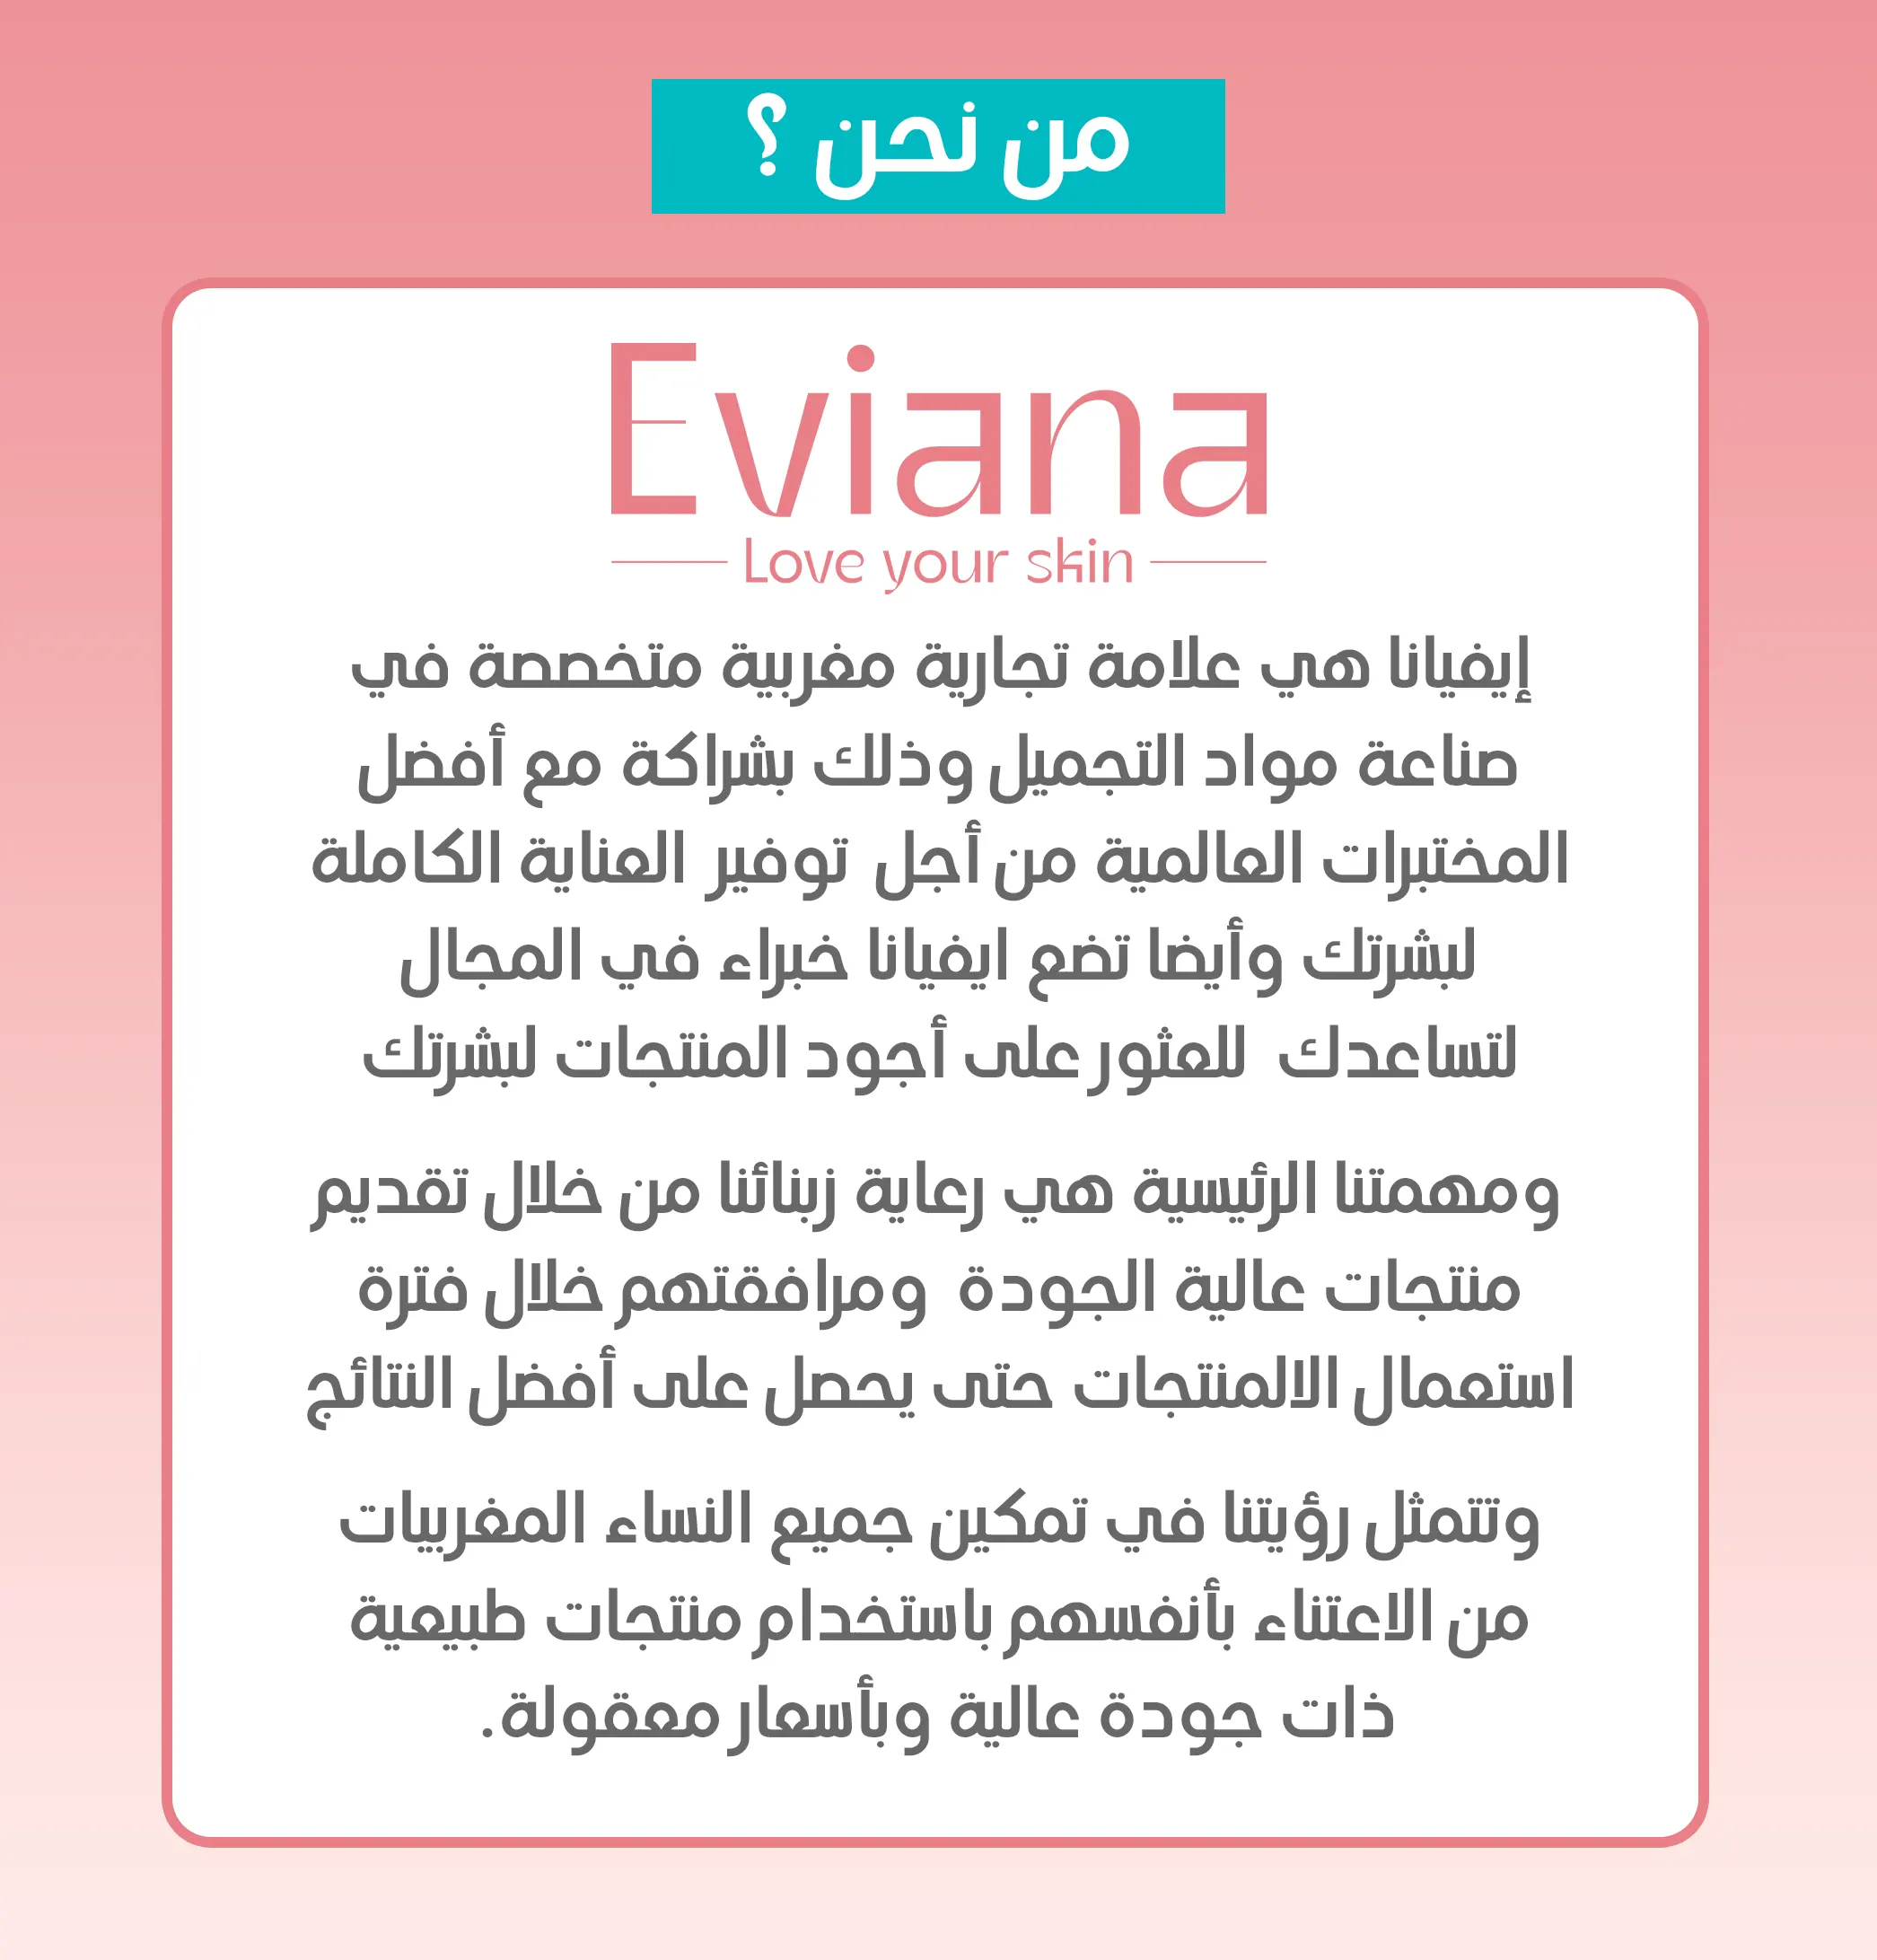 من نحن ؟
Eviana
Love your skin
إيفيانا هي علامة تجارية مغربية متخصصة في
صناعة مواد التجميل وذلك بشراكة مع أفضل
المختبرات العالمية من أجل توفير العناية الكاملة
لبشرتك وأيضا تضع ايفيانا خبراء في المجال
لتساعدك للعثور على أجود المنتجات لبشرتك
ومهمتنا الرئيسية هي رعاية زبنائنا من خلال تقديم
منتجات عالية الجودة ومرافقتهم خلال فترة
استعمال الالمنتجات حتى يحصل على أفضل النتائج
وتتمثل رؤيتنا في تمكين جميع النساء المغربيات
من الاعتناء بأنفسهم باستخدام منتجات طبيعية
ذات جودة عالية وبأسعار معقولة.